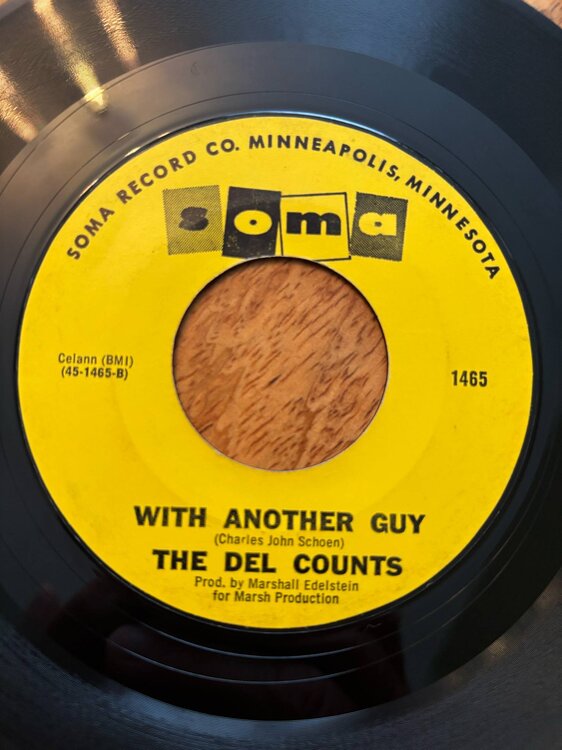 SOMA RECORD CO. MINNEAPOLIS, MINNESOTA
soma
Celann (BMI)
(45-1465-B)
1465
WITH ANOTHER GUY
(Charles John Schoen)
THE DEL COUNTS
Prod. by Marshall Edelstein
for Marsh Production